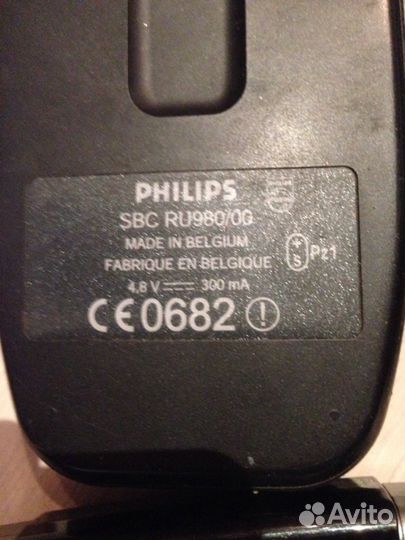 PHILIPS
SBC RU980/00
MADE IN BELGIUM
FABRIQUE EN BELGIQUE
4,8 V 300 mA
CE0682
+
s
Pz1
Avito